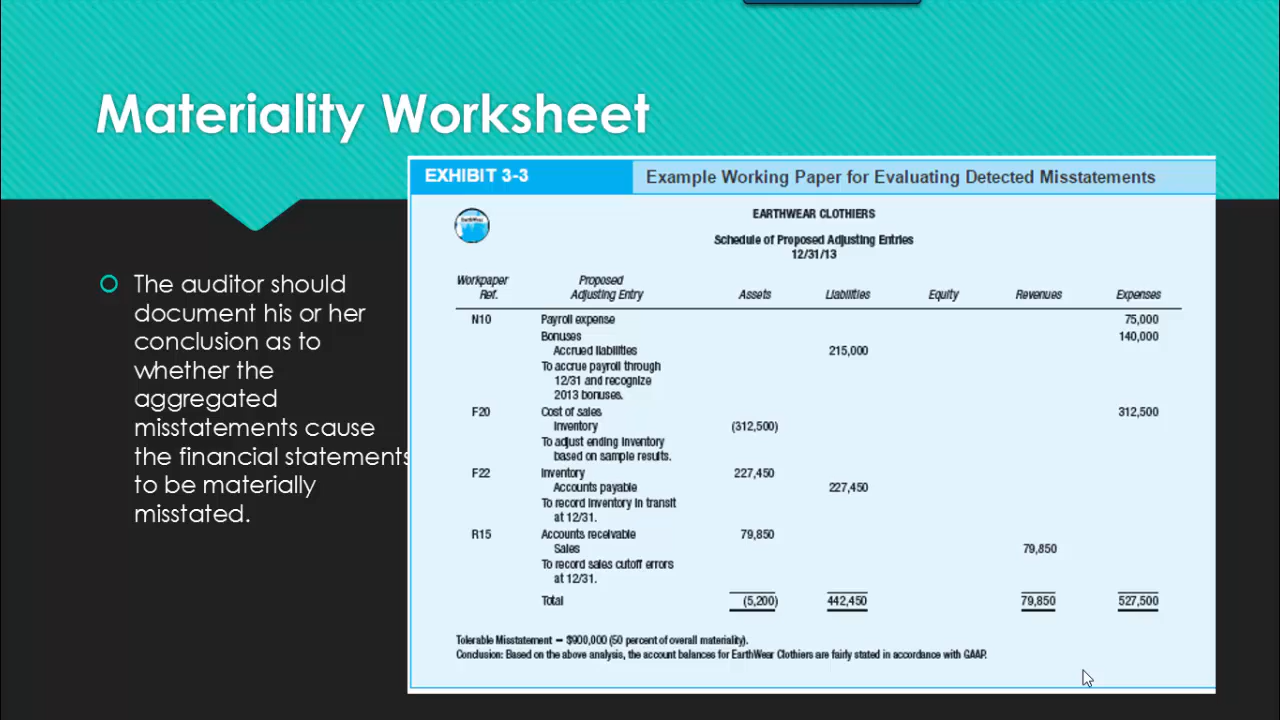 Materiality Worksheet
The auditor should
document his or her
conclusion as to
whether the
aggregated
misstatements cause
the financial statements
to be materially
misstated.
EXHIBIT 3-3 Example Working Paper for Evaluating Detected Misstatements
EarthWear
EARTHWEAR CLOTHIERS
Schedule of Proposed Adjusting Entries
12/31/13
Workpaper Proposed
Ref. Adjusting Entry Assets Liabilities Equity Revenues Expenses
N10 Payroll expense 75,000
Bonuses 140,000
Accrued liabilities 215,000
To accrue payroll through
12/31 and recognize
2013 bonuses.
F20 Cost of sales 312,500
Inventory (312,500)
To adjust ending inventory
based on sample results.
F22 Inventory 227,450
Accounts payable 227,450
To record inventory in transit
at 12/31.
R15 Accounts receivable 79,850
Sales 79,850
To record sales cutoff errors
at 12/31.
Total (5,200) 442,450 79,850 527,500
Tolerable Misstatement = $900,000 (50 percent of overall materiality).
Conclusion: Based on the above analysis, the account balances for EarthWear Clothiers are fairly stated in accordance with GAAP.